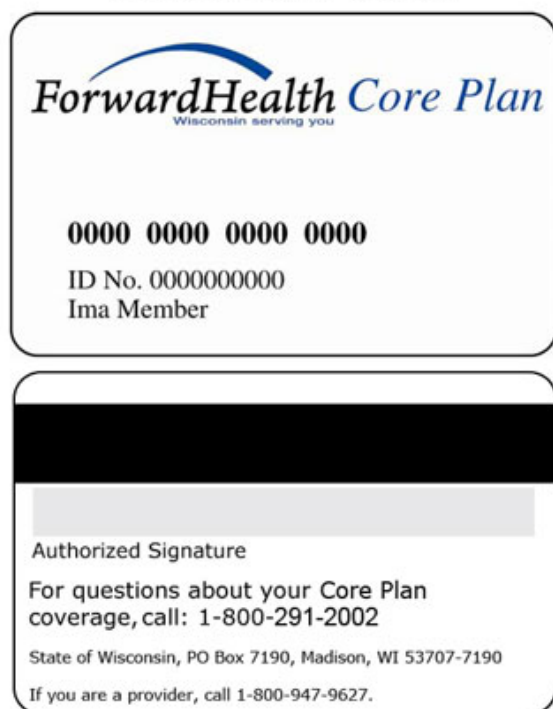 ForwardHealth Core Plan
Wisconsin serving you
0000 0000 0000 0000
ID No. 0000000000
Ima Member
Authorized Signature
For questions about your Core Plan
coverage, call: 1-800-291-2002
State of Wisconsin, PO Box 7190, Madison, WI 53707-7190
If you are a provider, call 1-800-947-9627.